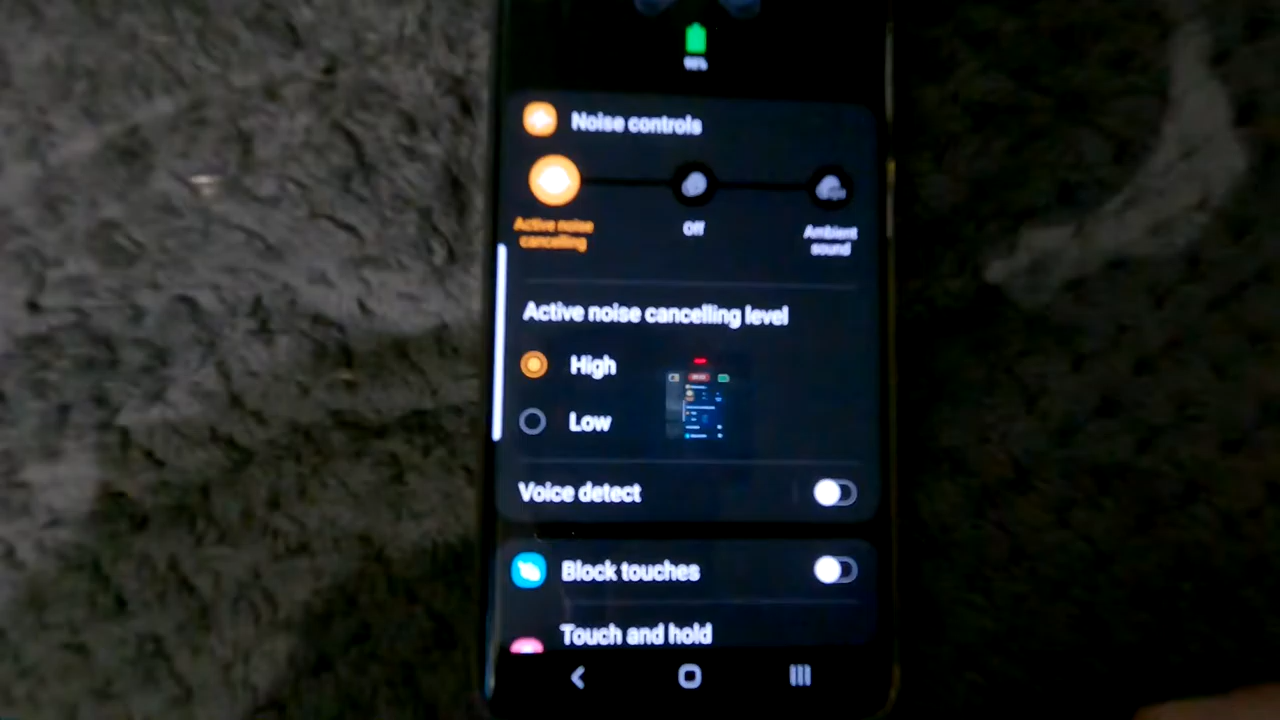 Noise controls
Active noise
cancelling
Off
Ambient
sound
Active noise cancelling level
High
Low
Voice detect
Block touches
Touch and hold